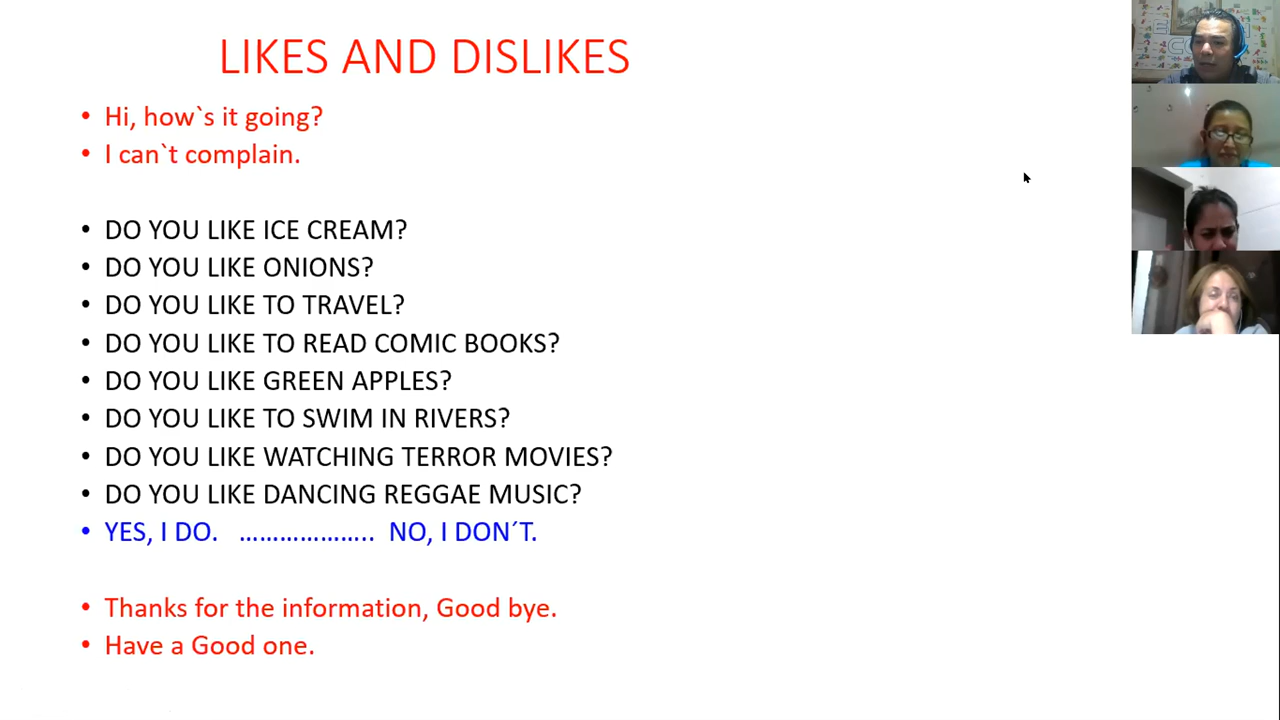 LIKES AND DISLIKES
• Hi, how`s it going?
• I can`t complain.
• DO YOU LIKE ICE CREAM?
• DO YOU LIKE ONIONS?
• DO YOU LIKE TO TRAVEL?
• DO YOU LIKE TO READ COMIC BOOKS?
• DO YOU LIKE GREEN APPLES?
• DO YOU LIKE TO SWIM IN RIVERS?
• DO YOU LIKE WATCHING TERROR MOVIES?
• DO YOU LIKE DANCING REGGAE MUSIC?
• YES, I DO. ……………….. NO, I DON´T.
• Thanks for the information, Good bye.
• Have a Good one.